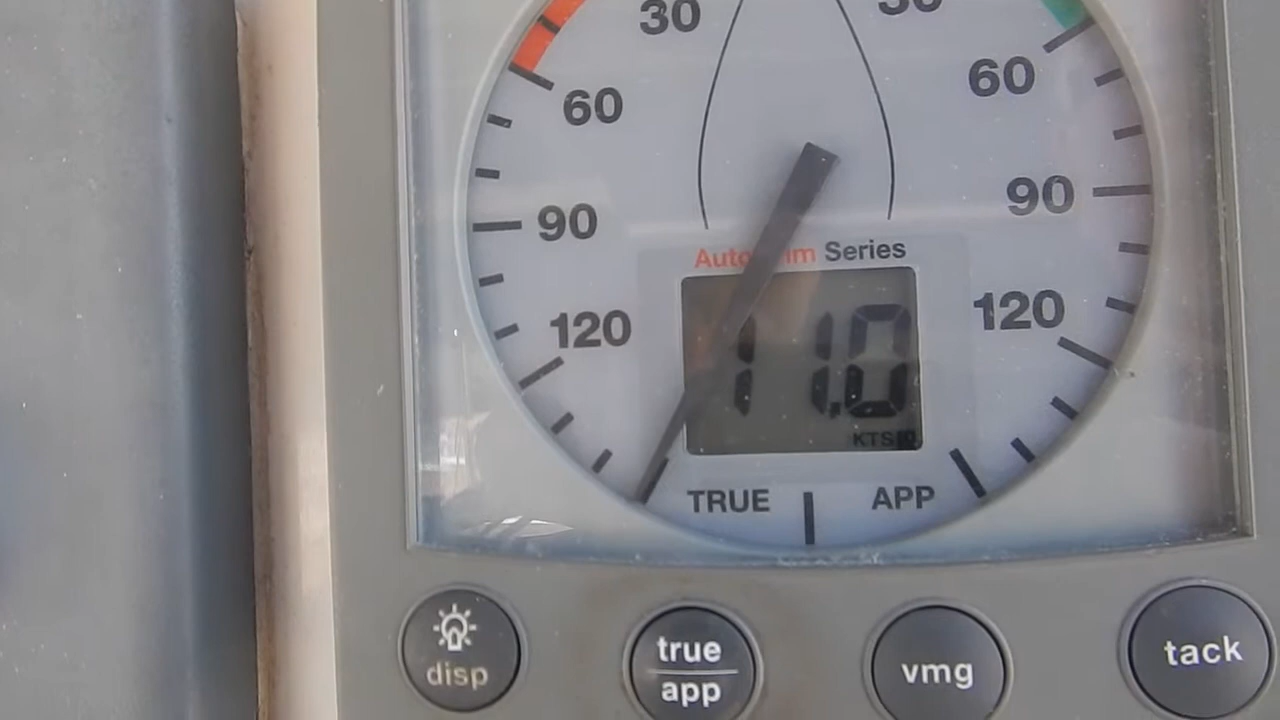 30
30
60
60
90
90
Series
120
120
11.0
KTS
TRUE
APP
disp
true
app
vmg
tack